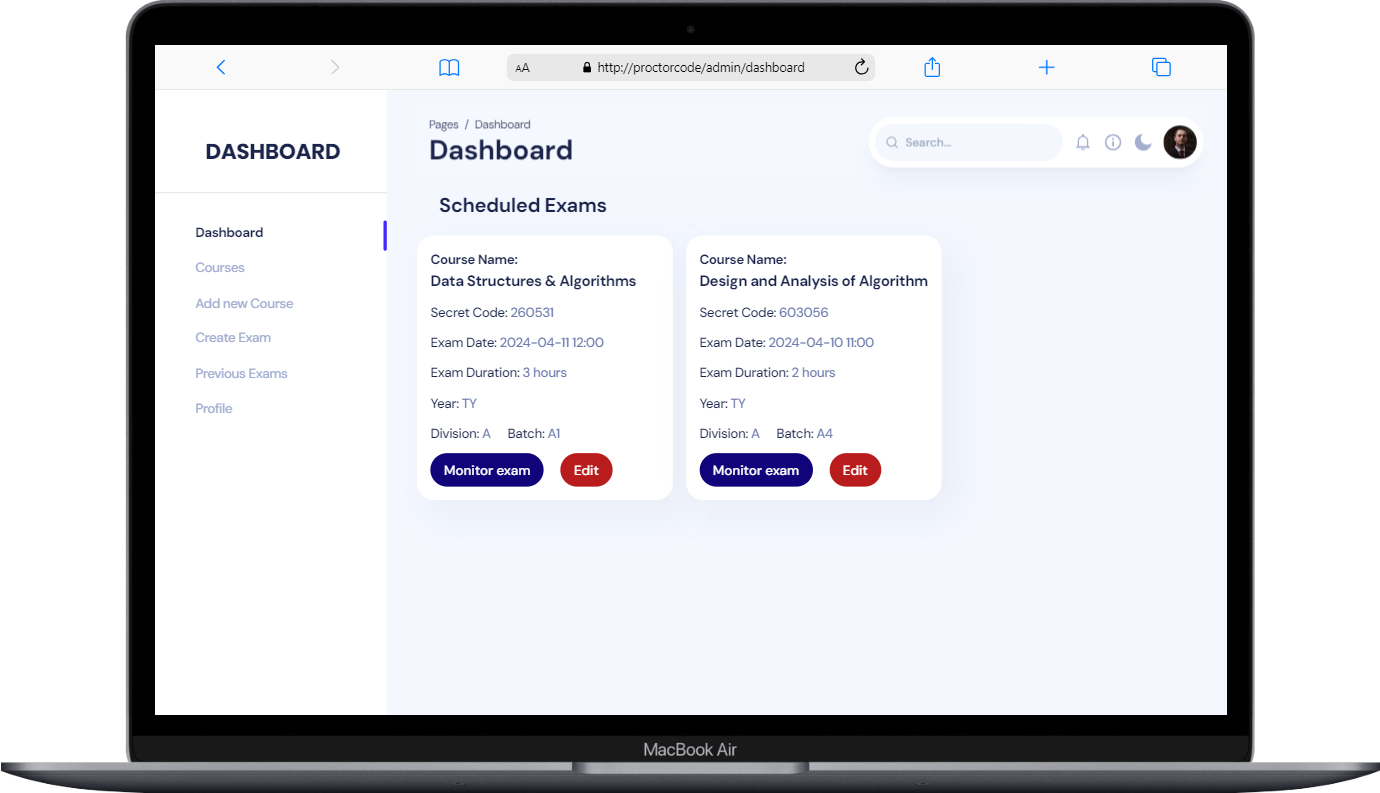 AA http://proctorcode/admin/dashboard
DASHBOARD
Dashboard
Courses
Add new Course
Create Exam
Previous Exams
Profile
Pages / Dashboard
Dashboard
Search...
Scheduled Exams
Course Name:
Data Structures & Algorithms
Secret Code: 260531
Exam Date: 2024-04-11 12:00
Exam Duration: 3 hours
Year: TY
Division: A Batch: A1
Monitor exam Edit
Course Name:
Design and Analysis of Algorithm
Secret Code: 603056
Exam Date: 2024-04-10 11:00
Exam Duration: 2 hours
Year: TY
Division: A Batch: A4
Monitor exam Edit
MacBook Air